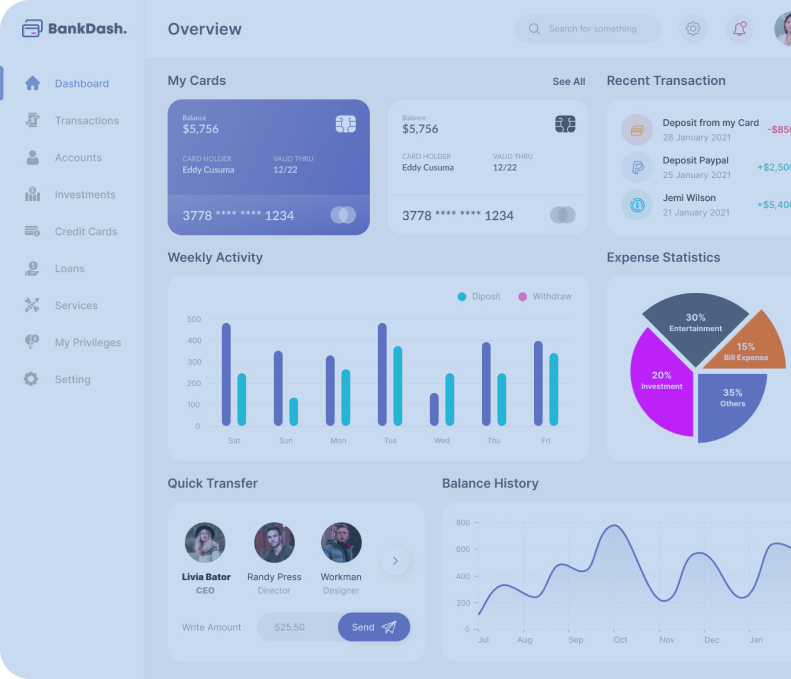 BankDash.
Overview
Search for something
Dashboard
Transactions
Accounts
Investments
Credit Cards
Loans
Services
My Privileges
Setting
My Cards
See All
Balance
$5,756
CARD HOLDER VALID THRU
Eddy Cusuma 12/22
3778 **** **** 1234
Balance
$5,756
CARD HOLDER VALID THRU
Eddy Cusuma 12/22
3778 **** **** 1234
Recent Transaction
Deposit from my Card
28 January 2021
-$850
Deposit Paypal
25 January 2021
+$2,500
Jemi Wilson
21 January 2021
+$5,400
Weekly Activity
Diposit Withdraw
500
400
300
200
100
0
Sat Sun Mon Tue Wed Thu Fri
Expense Statistics
30%
Entertainment
15%
Bill Expense
20%
Investment
35%
Others
Quick Transfer
Livia Bator
CEO
Randy Press
Director
Workman
Designer
Write Amount
525.50
Send
Balance History
800
600
400
200
0
Jul Aug Sep Oct Nov Dec Jan